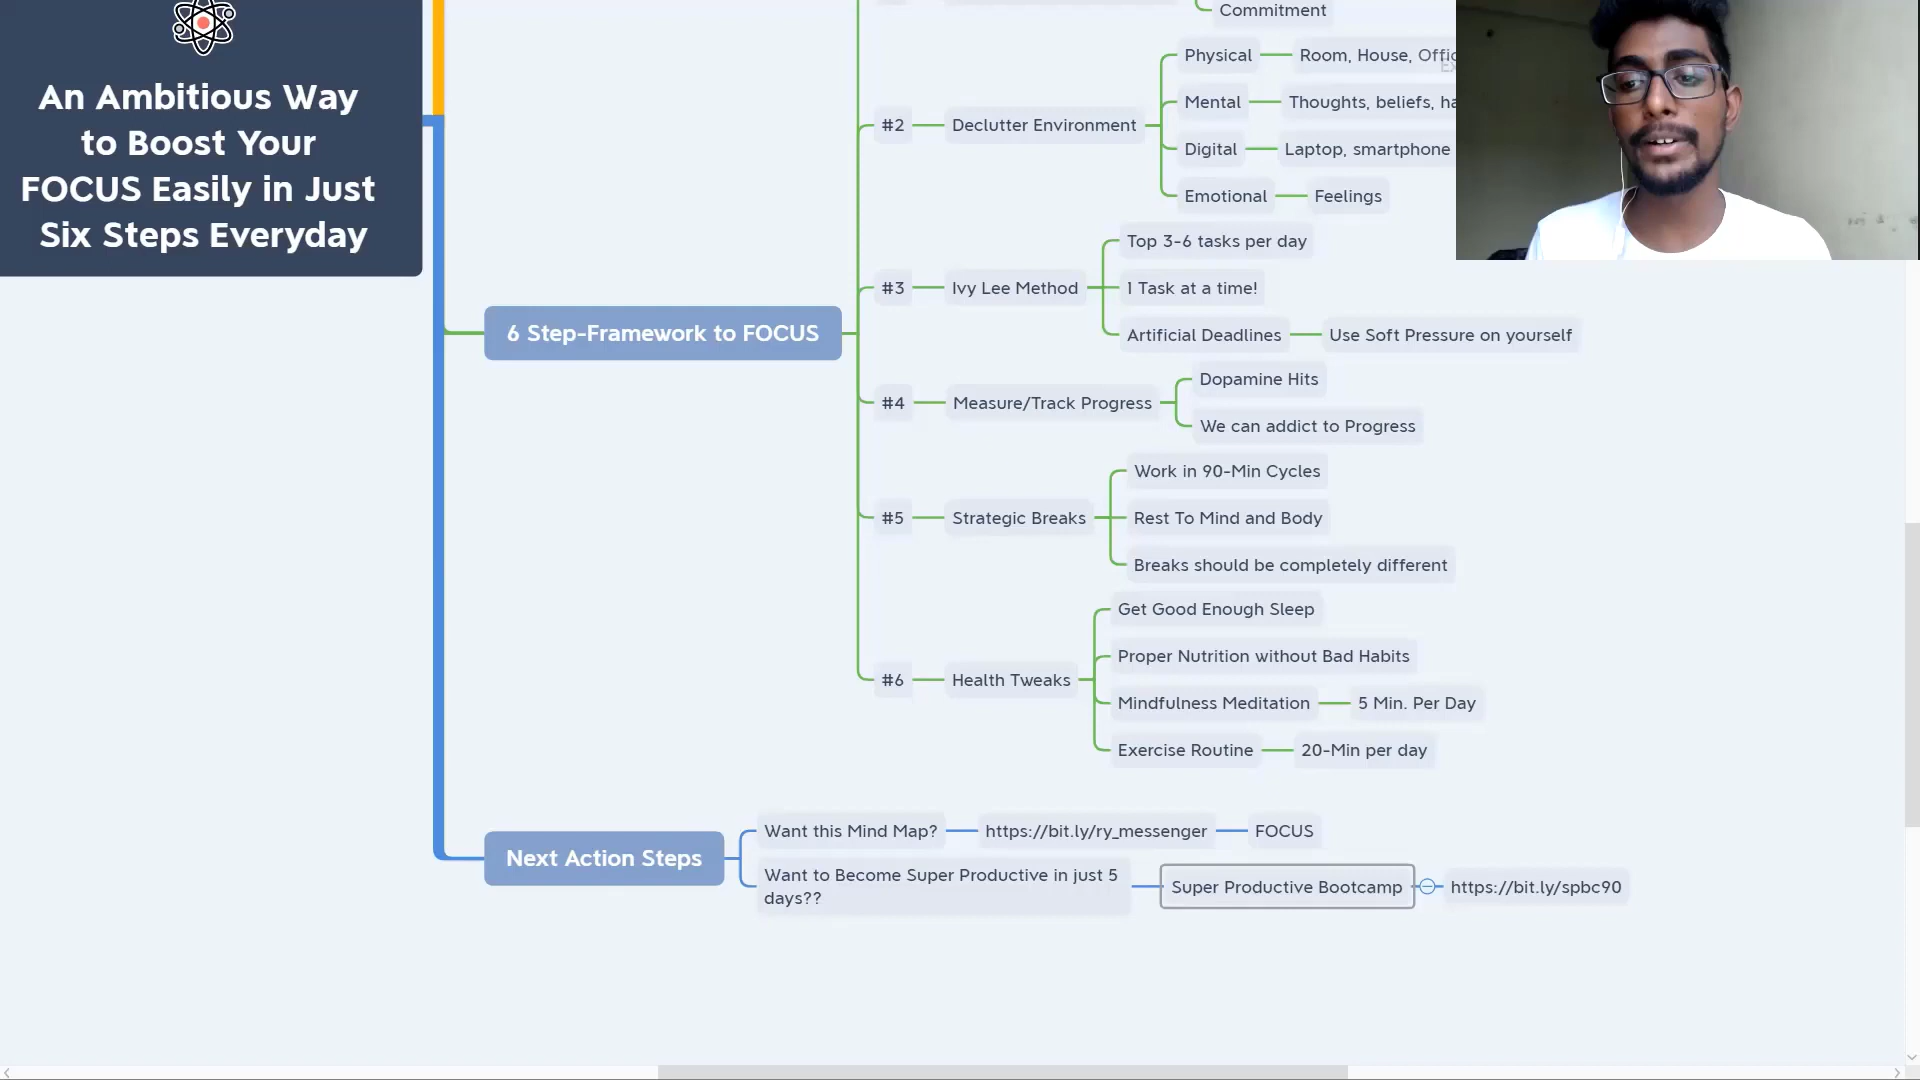 An Ambitious Way
to Boost Your
FOCUS Easily in Just
Six Steps Everyday
6 Step-Framework to FOCUS
Commitment
#2
Declutter Environment
Physical
Room, House,
Mental
Thoughts, beliefs,
Digital
Laptop, smartphone
Emotional
Feelings
#3
Ivy Lee Method
Top 3-6 tasks per day
1 Task at a time!
Artificial Deadlines
Use Soft Pressure on yourself
#4
Measure/Track Progress
Dopamine Hits
We can addict to Progress
#5
Strategic Breaks
Work in 90-Min Cycles
Rest To Mind and Body
Breaks should be completely different
#6
Health Tweaks
Get Good Enough Sleep
Proper Nutrition without Bad Habits
Mindfulness Meditation
5 Min. Per Day
Exercise Routine
20-Min per day
Next Action Steps
Want this Mind Map?
https://bit.ly/ry_messenger
FOCUS
Want to Become Super Productive in just 5
days??
Super Productive Bootcamp
https://bit.ly/spbc90